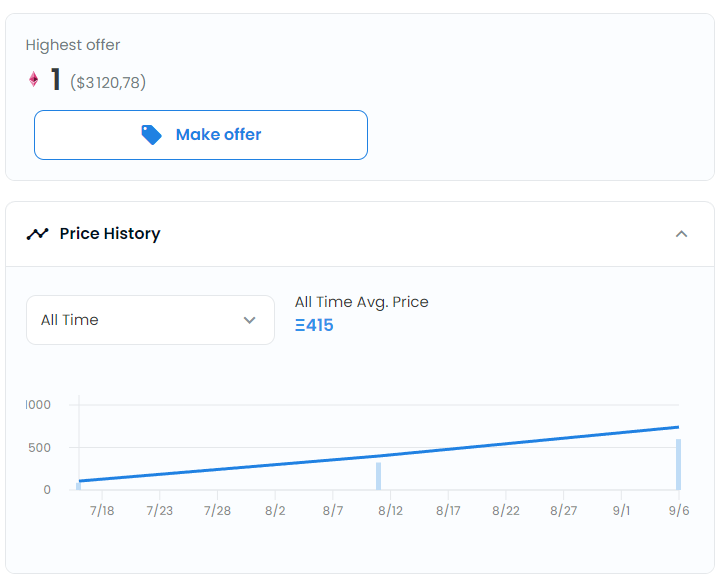 Highest offer
1 ($3120,78)
Make offer
Price History
All Time
All Time Avg. Price
Ξ415
1000
500
0
7/18 7/23 7/28 8/2 8/7 8/12 8/17 8/22 8/27 9/1 9/6